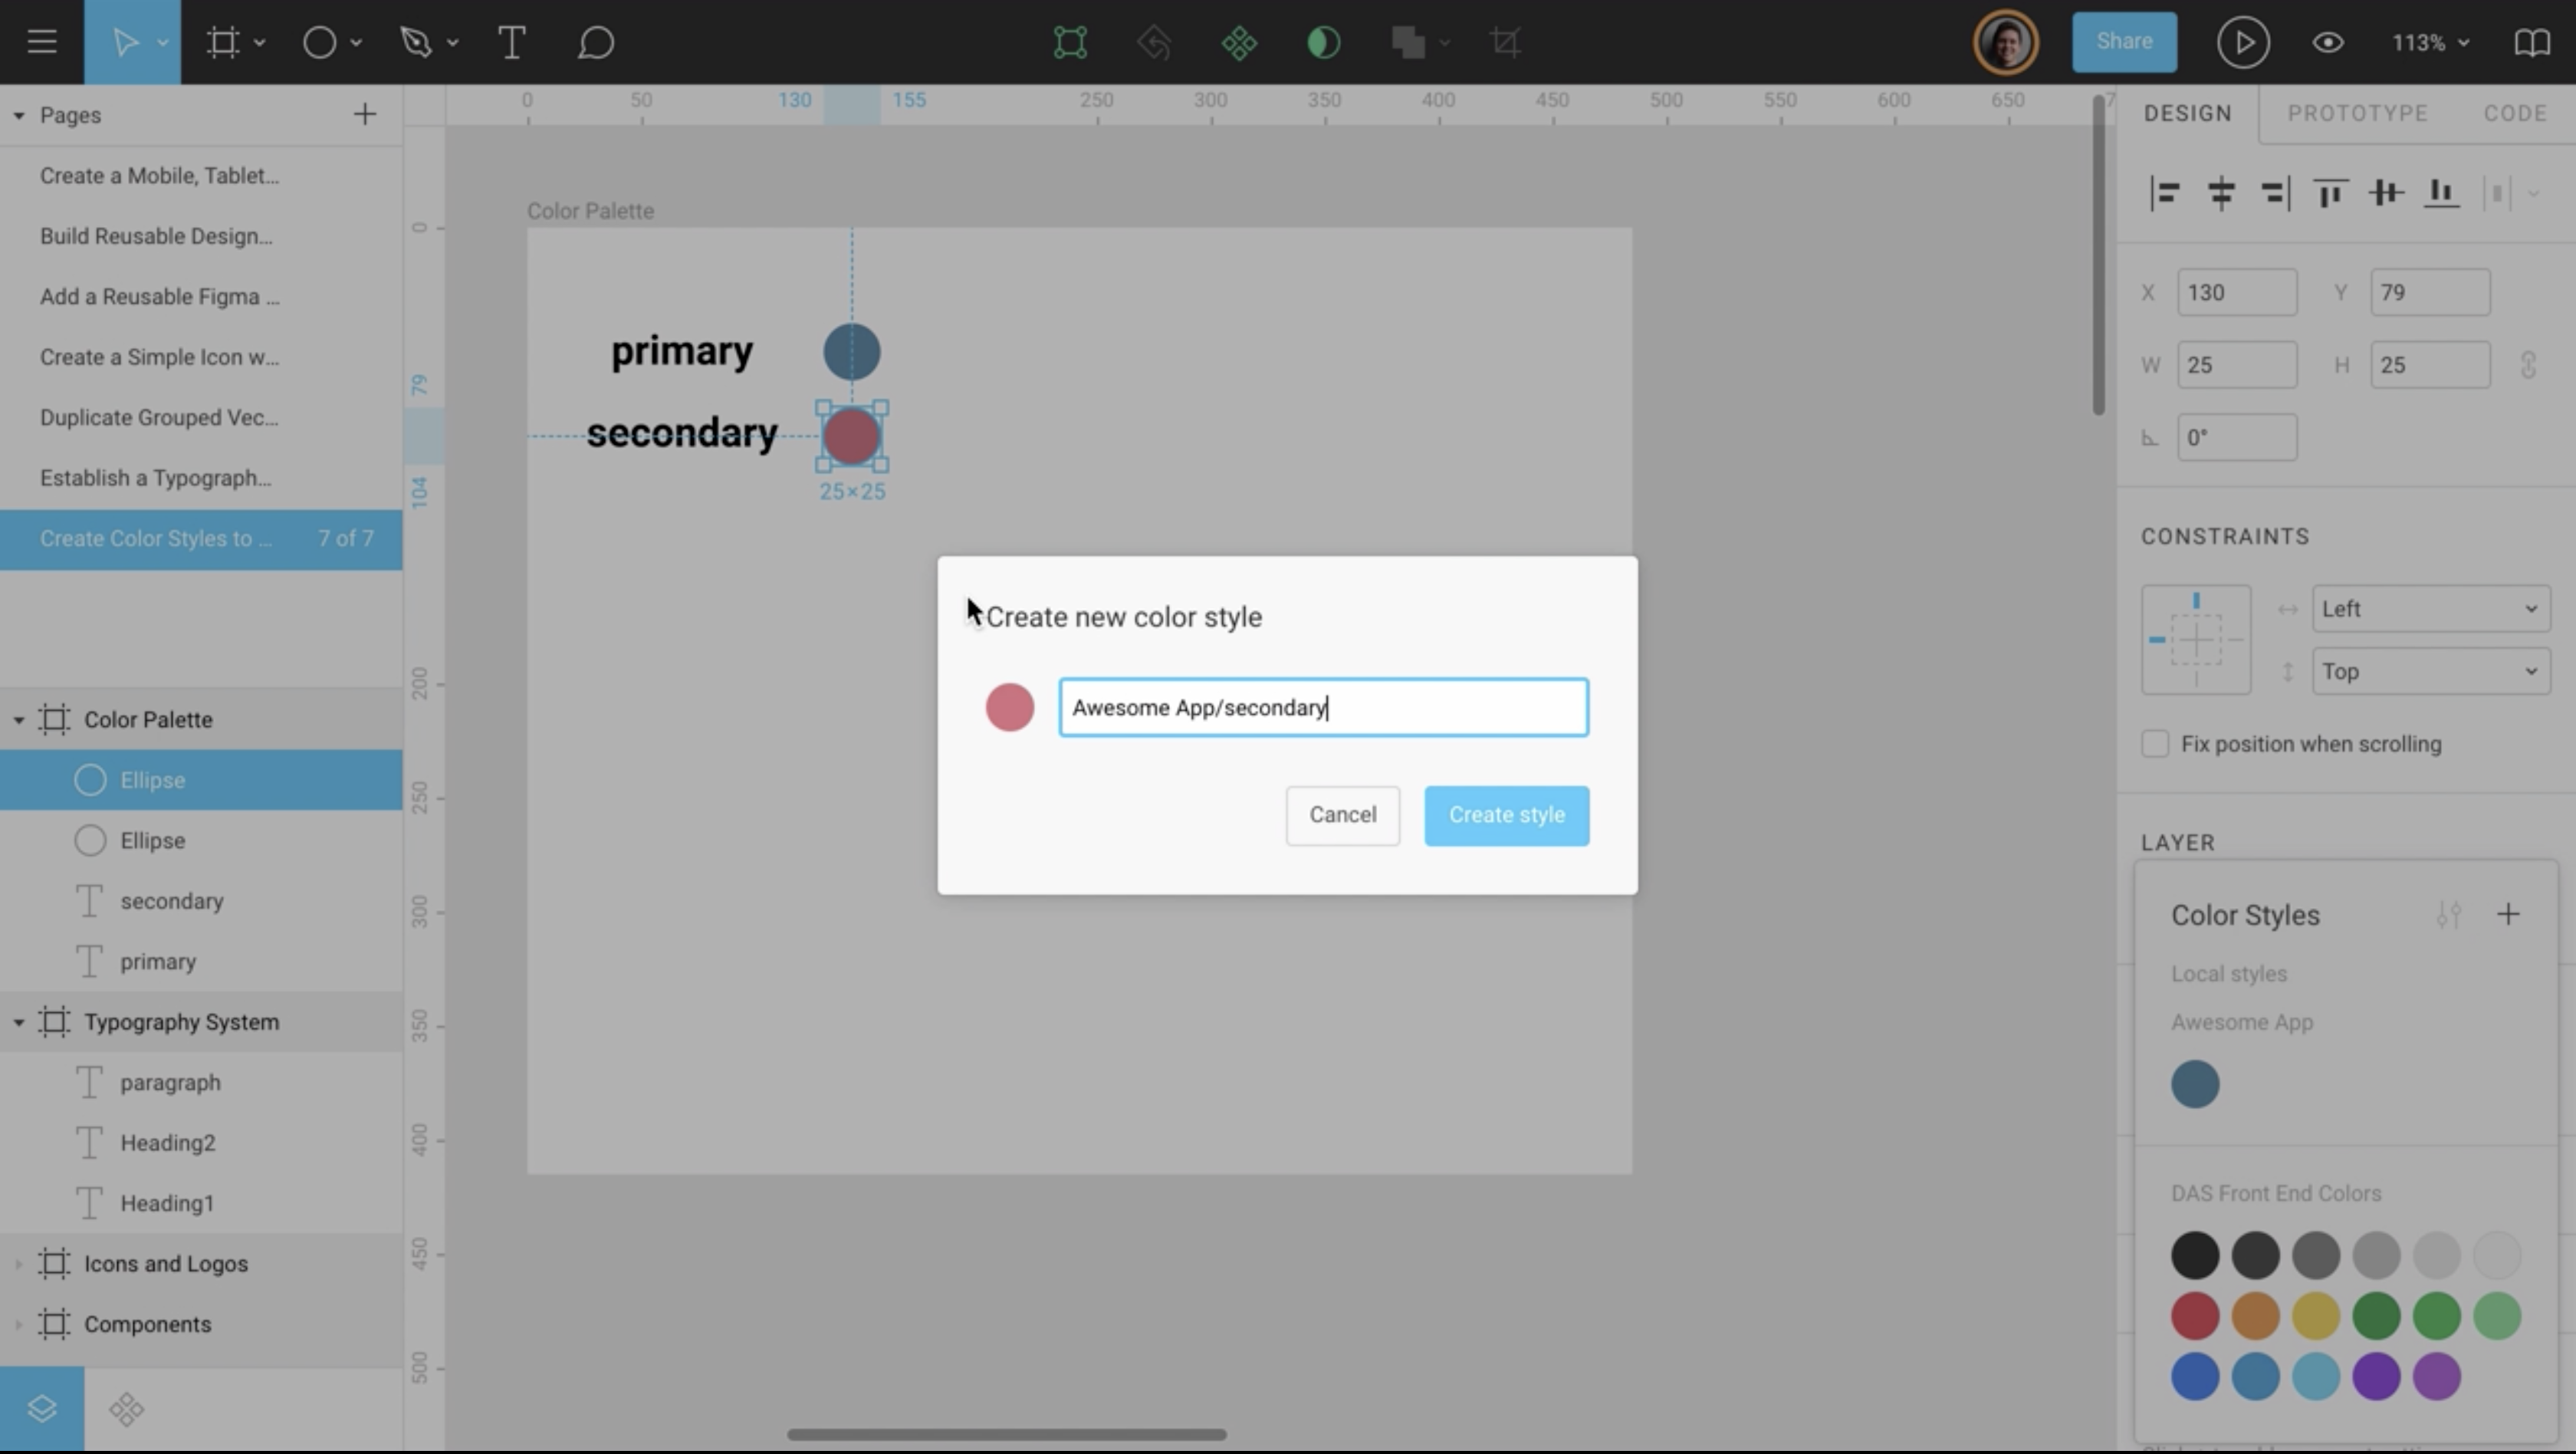 Share
113%
Pages
Create a Mobile, Tablet...
Build Reusable Design...
Add a Reusable Figma ...
Create a Simple Icon w...
Duplicate Grouped Vec...
Establish a Typograph...
Create Color Styles to ... 7 of 7
Color Palette
Ellipse
Ellipse
secondary
primary
Typography System
paragraph
Heading2
Heading1
Icons and Logos
Components
0 50 130 155 250 300 350 400 450 500 550 600 650 7
0
79
104
200
250
300
350
400
450
500
Color Palette
primary
secondary
25×25
Create new color style
Awesome App/secondary
Cancel Create style
DESIGN PROTOTYPE CODE
X 130 Y 79
W 25 H 25
0°
CONSTRAINTS
Left
Top
Fix position when scrolling
LAYER
Color Styles
Local styles
Awesome App
DAS Front End Colors